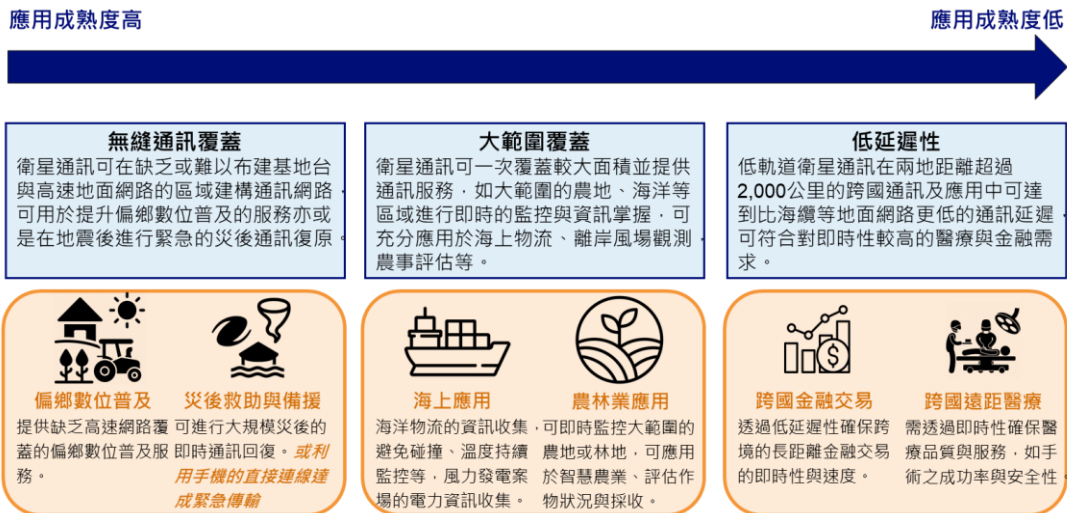 應用成熟度高
應用成熟度低
無縫通訊覆蓋
衛星通訊可在缺乏或難以布建基地台
與高速地面網路的區域建構通訊網路，
可用於提升偏鄉數位普及的服務亦或
是在地震後進行緊急的災後通訊復原。
大範圍覆蓋
衛星通訊可一次覆蓋較大面積並提供
通訊服務，如大範圍的農地、海洋等
區域進行即時的監控與資訊掌握，可
充分應用於海上物流、離岸風場觀測，
農事評估等。
低延遲性
低軌道衛星通訊在兩地距離超過
2,000公里的跨國通訊及應用中可達
到比海纜等地面網路更低的通訊延遲，
可符合對即時性較高的醫療與金融需
求。
偏鄉數位普及
提供缺乏高速網路覆
蓋的偏鄉數位普及服
務。
災後救助與備援
可進行大規模災後的
即時通訊回復。或利
用手機的直接連線達
成緊急傳輸
海上應用
海洋物流的資訊收集，
避免碰撞、溫度持續
監控等，風力發電案
場的電力資訊收集。
農林業應用
可即時監控大範圍的
農地或林地，可應用
於智慧農業、評估作
物狀況與採收。
跨國金融交易
透過低延遲性確保跨
境的長距離金融交易
的即時性與速度。
跨國遠距醫療
需透過即時性確保醫
療品質與服務，如手
術之成功率與安全性。